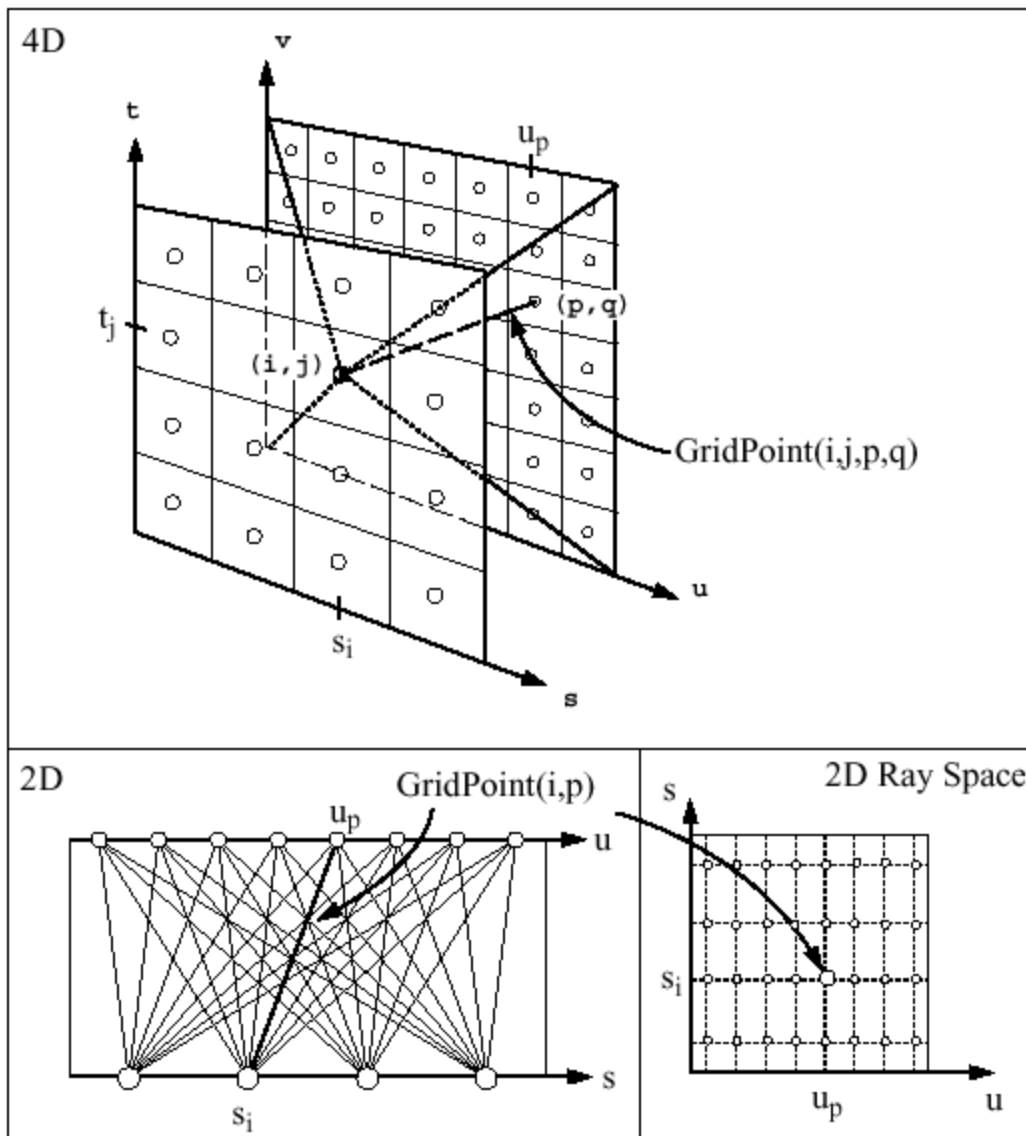 4D
v
t
u_p
t_j
(p,q)
(i,j)
GridPoint(i,j,p,q)
u
s_i
s
2D
GridPoint(i,p)
u_p
u
s
s_i
2D Ray Space
s
s_i
u_p
u